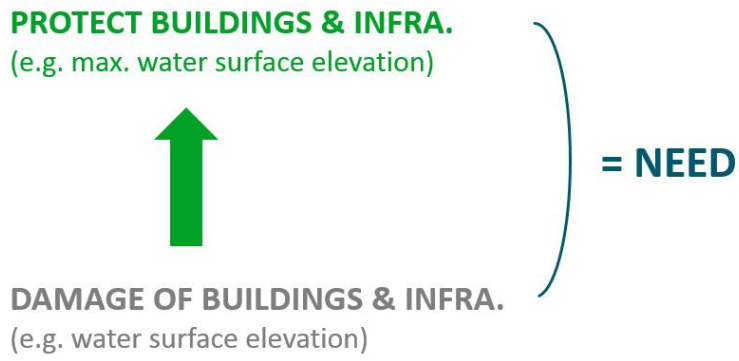 PROTECT BUILDINGS & INFRA.
(e.g. max. water surface elevation)
= NEED
DAMAGE OF BUILDINGS & INFRA.
(e.g. water surface elevation)